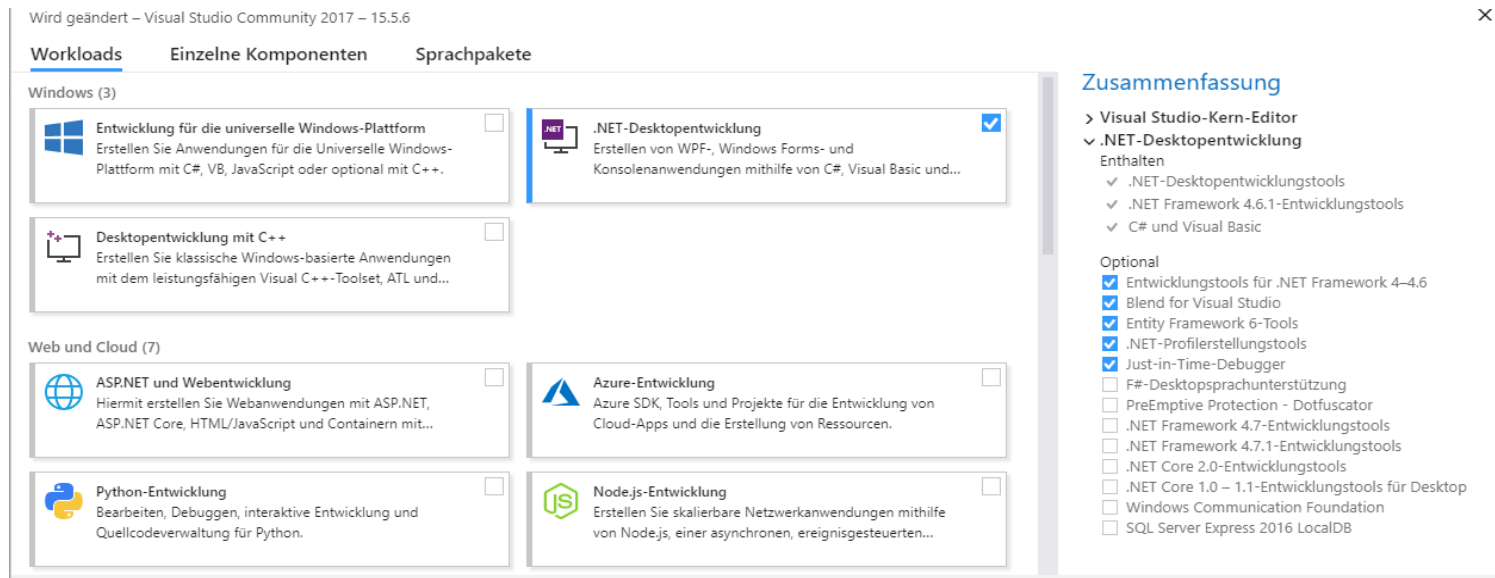 Wird geändert – Visual Studio Community 2017 – 15.5.6
Workloads Einzelne Komponenten Sprachpakete
Windows (3)
Entwicklung für die universelle Windows-Plattform
Erstellen Sie Anwendungen für die Universelle Windows-
Plattform mit C#, VB, JavaScript oder optional mit C++.
.NET
.NET-Desktopentwicklung
Erstellen von WPF-, Windows Forms- und
Konsolenanwendungen mithilfe von C#, Visual Basic und...
Desktopentwicklung mit C++
Erstellen Sie klassische Windows-basierte Anwendungen
mit dem leistungsfähigen Visual C++-Toolset, ATL und...
Web und Cloud (7)
ASP.NET und Webentwicklung
Hiermit erstellen Sie Webanwendungen mit ASP.NET,
ASP.NET Core, HTML/JavaScript und Containern mit...
Azure-Entwicklung
Azure SDK, Tools und Projekte für die Entwicklung von
Cloud-Apps und die Erstellung von Ressourcen.
Python-Entwicklung
Bearbeiten, Debuggen, interaktive Entwicklung und
Quellcodeverwaltung für Python.
JS
Node.js-Entwicklung
Erstellen Sie skalierbare Netzwerkanwendungen mithilfe
von Node.js, einer asynchronen, ereignisgesteuerten...
Zusammenfassung
Visual Studio-Kern-Editor
.NET-Desktopentwicklung
Enthalten
.NET-Desktopentwicklungstools
.NET Framework 4.6.1-Entwicklungstools
C# und Visual Basic
Optional
Entwicklungstools für .NET Framework 4–4.6
Blend for Visual Studio
Entity Framework 6-Tools
.NET-Profilerstellungstools
Just-in-Time-Debugger
F#-Desktopsprachunterstützung
PreEmptive Protection - Dotfuscator
.NET Framework 4.7-Entwicklungstools
.NET Framework 4.7.1-Entwicklungstools
.NET Core 2.0-Entwicklungstools
.NET Core 1.0 – 1.1-Entwicklungstools für Desktop
Windows Communication Foundation
SQL Server Express 2016 LocalDB